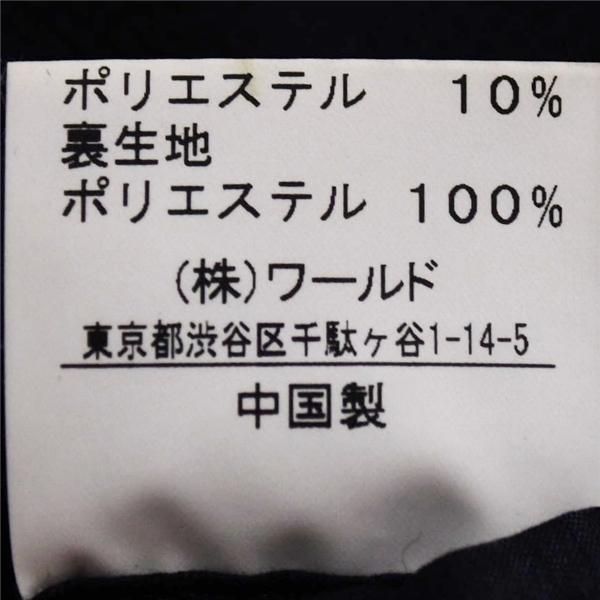 ポリエステル 10%
裏生地
ポリエステル 100%
(株)ワールド
東京都渋谷区千駄ヶ谷1-14-5
中国製